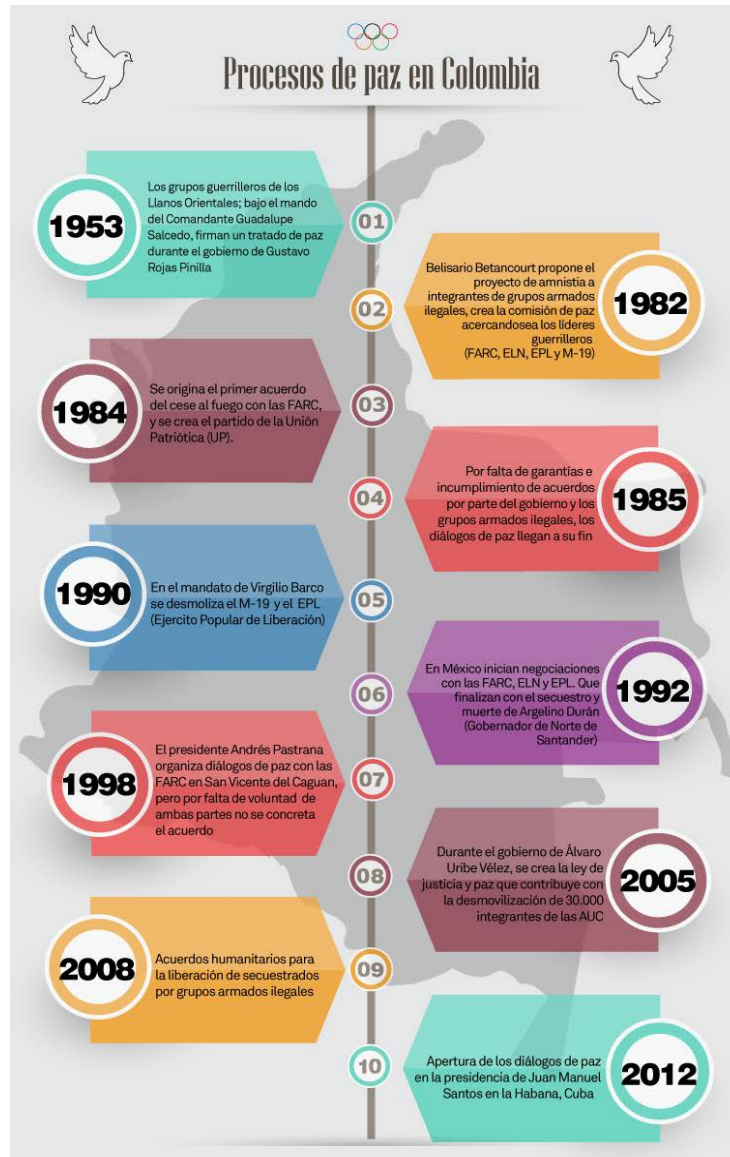 Procesos de paz en Colombia
1953
Los grupos guerrilleros de los
Llanos Orientales; bajo el mando
del Comandante Guadalupe
Salcedo, firman un tratado de paz
durante el gobierno de Gustavo
Rojas Pinilla
01
02
Belisario Betancourt propone el
proyecto de amnistia a
integrantes de grupos armados
ilegales, crea la comisión de paz
acercandosea los líderes
guerrilleros
(FARC, ELN, EPL y M-19)
1982
1984
Se origina el primer acuerdo
del cese al fuego con las FARC,
y se crea el partido de la Unión
Patriótica (UP).
03
04
Por falta de garantías e
incumplimiento de acuerdos
por parte del gobierno y los
grupos armados ilegales, los
diálogos de paz llegan a su fin
1985
1990
En el mandato de Virgilio Barco
se desmoliza el M-19 y el EPL
(Ejercito Popular de Liberación)
05
06
En México inician negociaciones
con las FARC, ELN y EPL. Que
finalizan con el secuestro y
muerte de Argelino Durán
(Gobernador de Norte de
Santander)
1992
1998
El presidente Andrés Pastrana
organiza diálogos de paz con las
FARC en San Vicente del Caguan,
pero por falta de voluntad de
ambas partes no se concreta
el acuerdo
07
08
Durante el gobierno de Álvaro
Uribe Vélez, se crea la ley de
justicia y paz que contribuye con
la desmovilización de 30.000
integrantes de las AUC
2005
2008
Acuerdos humanitarios para
la liberación de secuestrados
por grupos armados ilegales
09
10
Apertura de los diálogos de paz
en la presidencia de Juan Manuel
Santos en la Habana, Cuba
2012